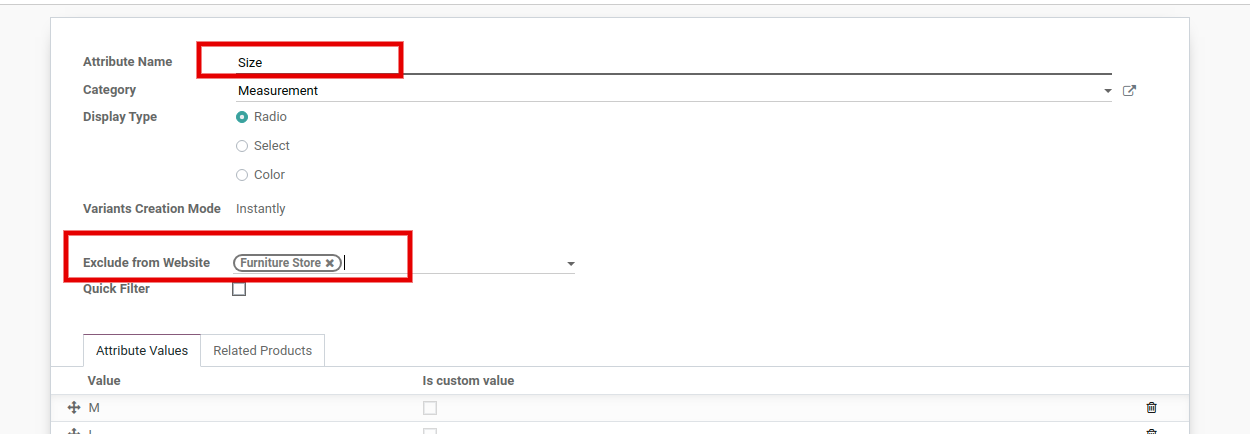 Attribute Name Size
Category Measurement
Display Type Radio
Select
Color
Variants Creation Mode Instantly
Exclude from Website Furniture Store
Quick Filter
Attribute Values Related Products
Value Is custom value
M